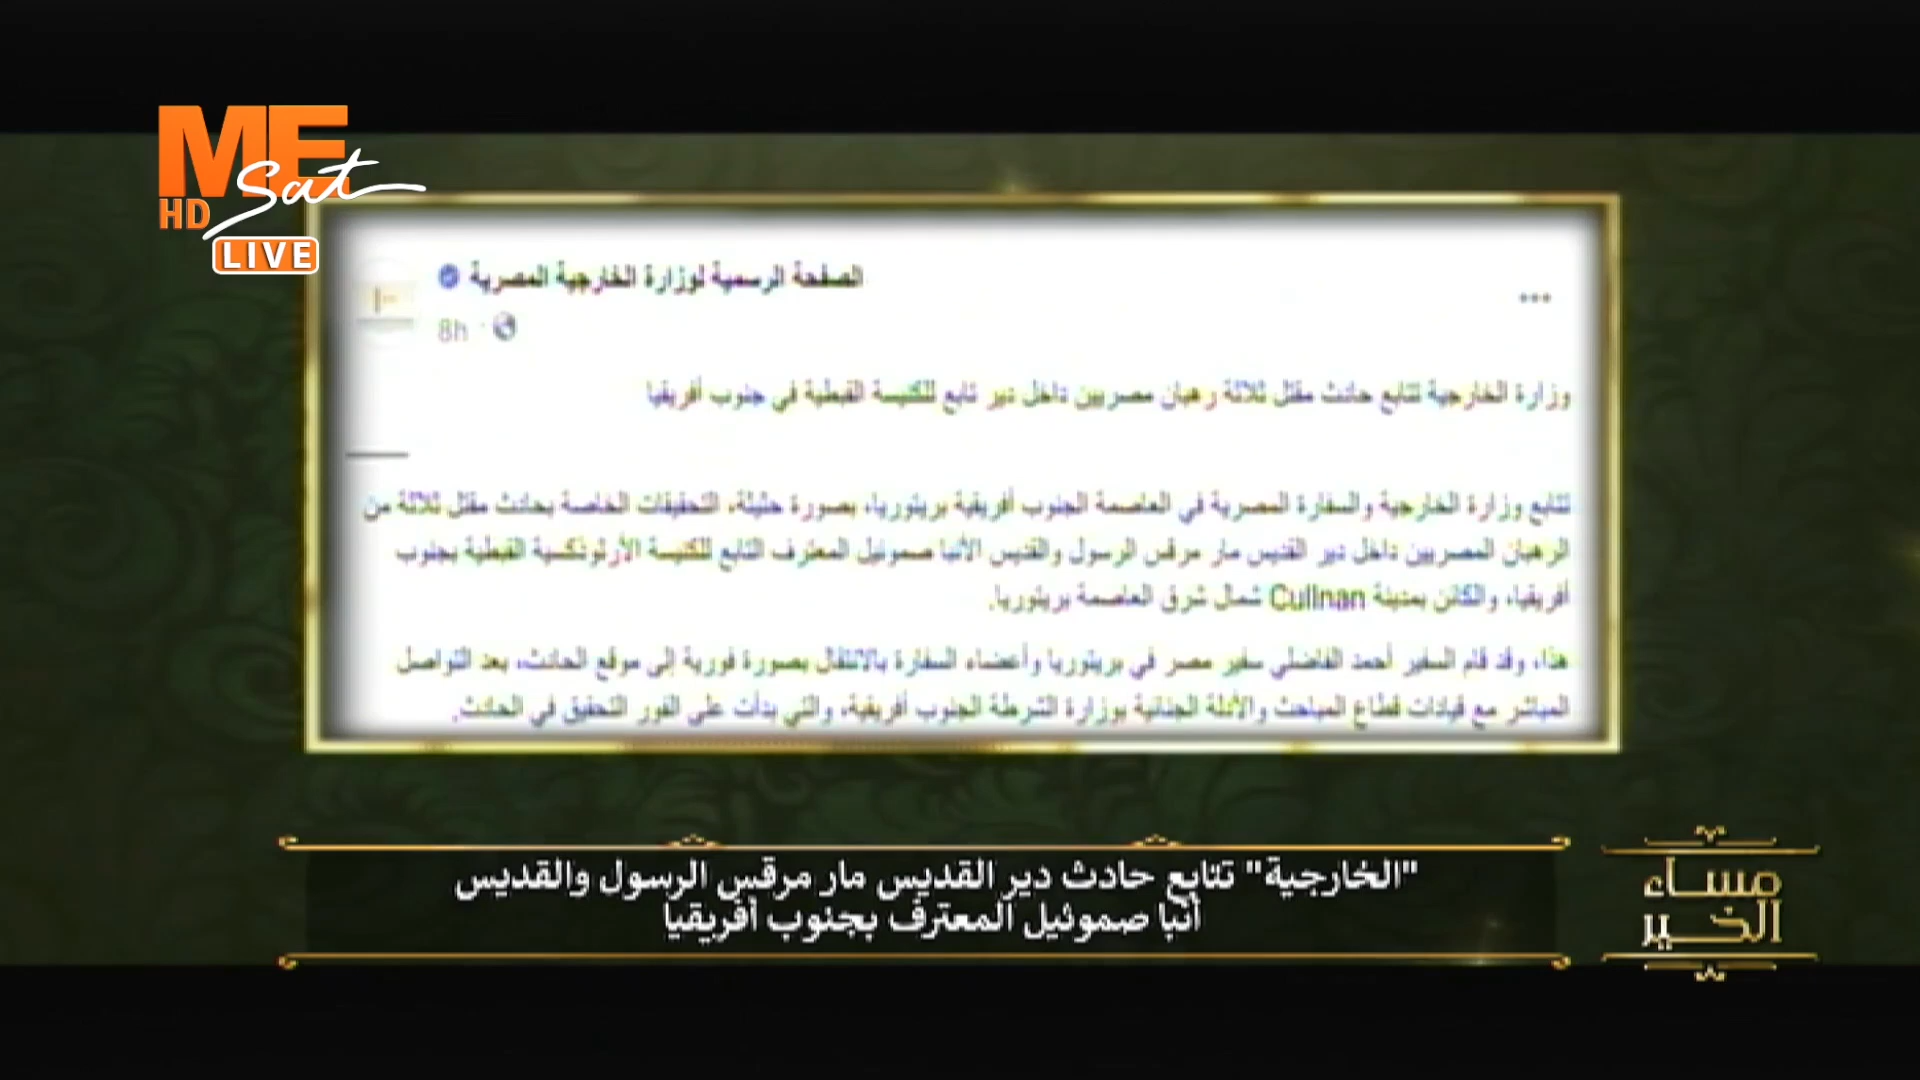 ME
Sat
HD
LIVE
الصفحة الرسمية لوزارة الخارجية المصرية
8h ·
...
وزارة الخارجية تتابع حادث مقتل ثلاثة رهبان مصريين داخل دير تابع للكنيسة القبطية في جنوب أفريقيا
تتابع وزارة الخارجية والسفارة المصرية في العاصمة الجنوب أفريقية بريتوريا، بصورة حثيثة، التحقيقات الخاصة بحادث مقتل ثلاثة من
الرهبان المصريين داخل دير القديس مار مرقس الرسول والقديس الأنبا صموئيل المعترف التابع للكنيسة الأرثوذكسية القبطية بجنوب
أفريقيا، والكائن بمدينة Cullnan شمال شرق العاصمة بريتوريا.
هذا، وقد قام السفير أحمد الفاضلي سفير مصر في بريتوريا وأعضاء السفارة بالانتقال بصورة فورية إلى موقع الحادث، بعد التواصل
المباشر مع قيادات قطاع المباحث والأدلة الجنائية بوزارة الشرطة الجنوب أفريقية، والتي بدأت على الفور التحقيق في الحادث.
"الخارجية" تتابع حادث دير القديس مار مرقس الرسول والقديس
أنبا صموئيل المعترف بجنوب أفريقيا
مساء
الخير